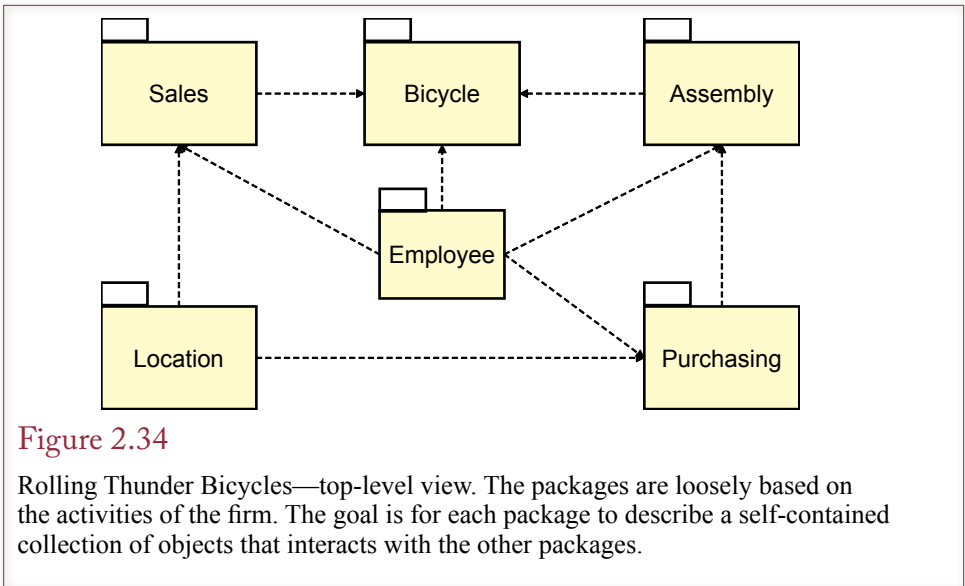 Sales
Bicycle
Assembly
Employee
Location
Purchasing
Figure 2.34
Rolling Thunder Bicycles—top-level view. The packages are loosely based on
the activities of the firm. The goal is for each package to describe a self-contained
collection of objects that interacts with the other packages.